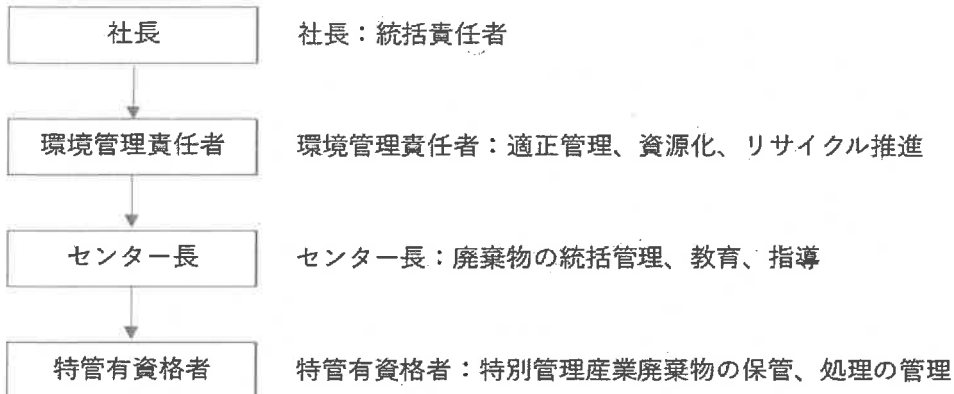 社長
社長：統括責任者
環境管理責任者
環境管理責任者：適正管理、資源化、リサイクル推進
センター長
センター長：廃棄物の統括管理、教育、指導
特管有資格者
特管有資格者：特別管理産業廃棄物の保管、処理の管理